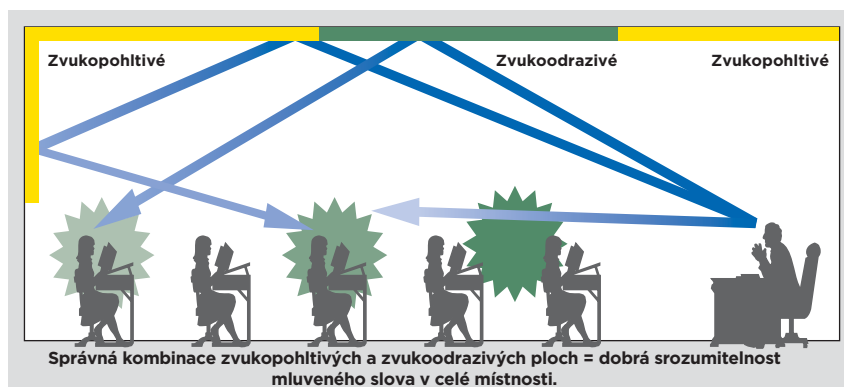 Zvukopohltivé
Zvukoodrazivé
Zvukopohltivé
Správná kombinace zvukopohltivých a zvukoodrazivých ploch = dobrá srozumitelnost
mluveného slova v celé místnosti.